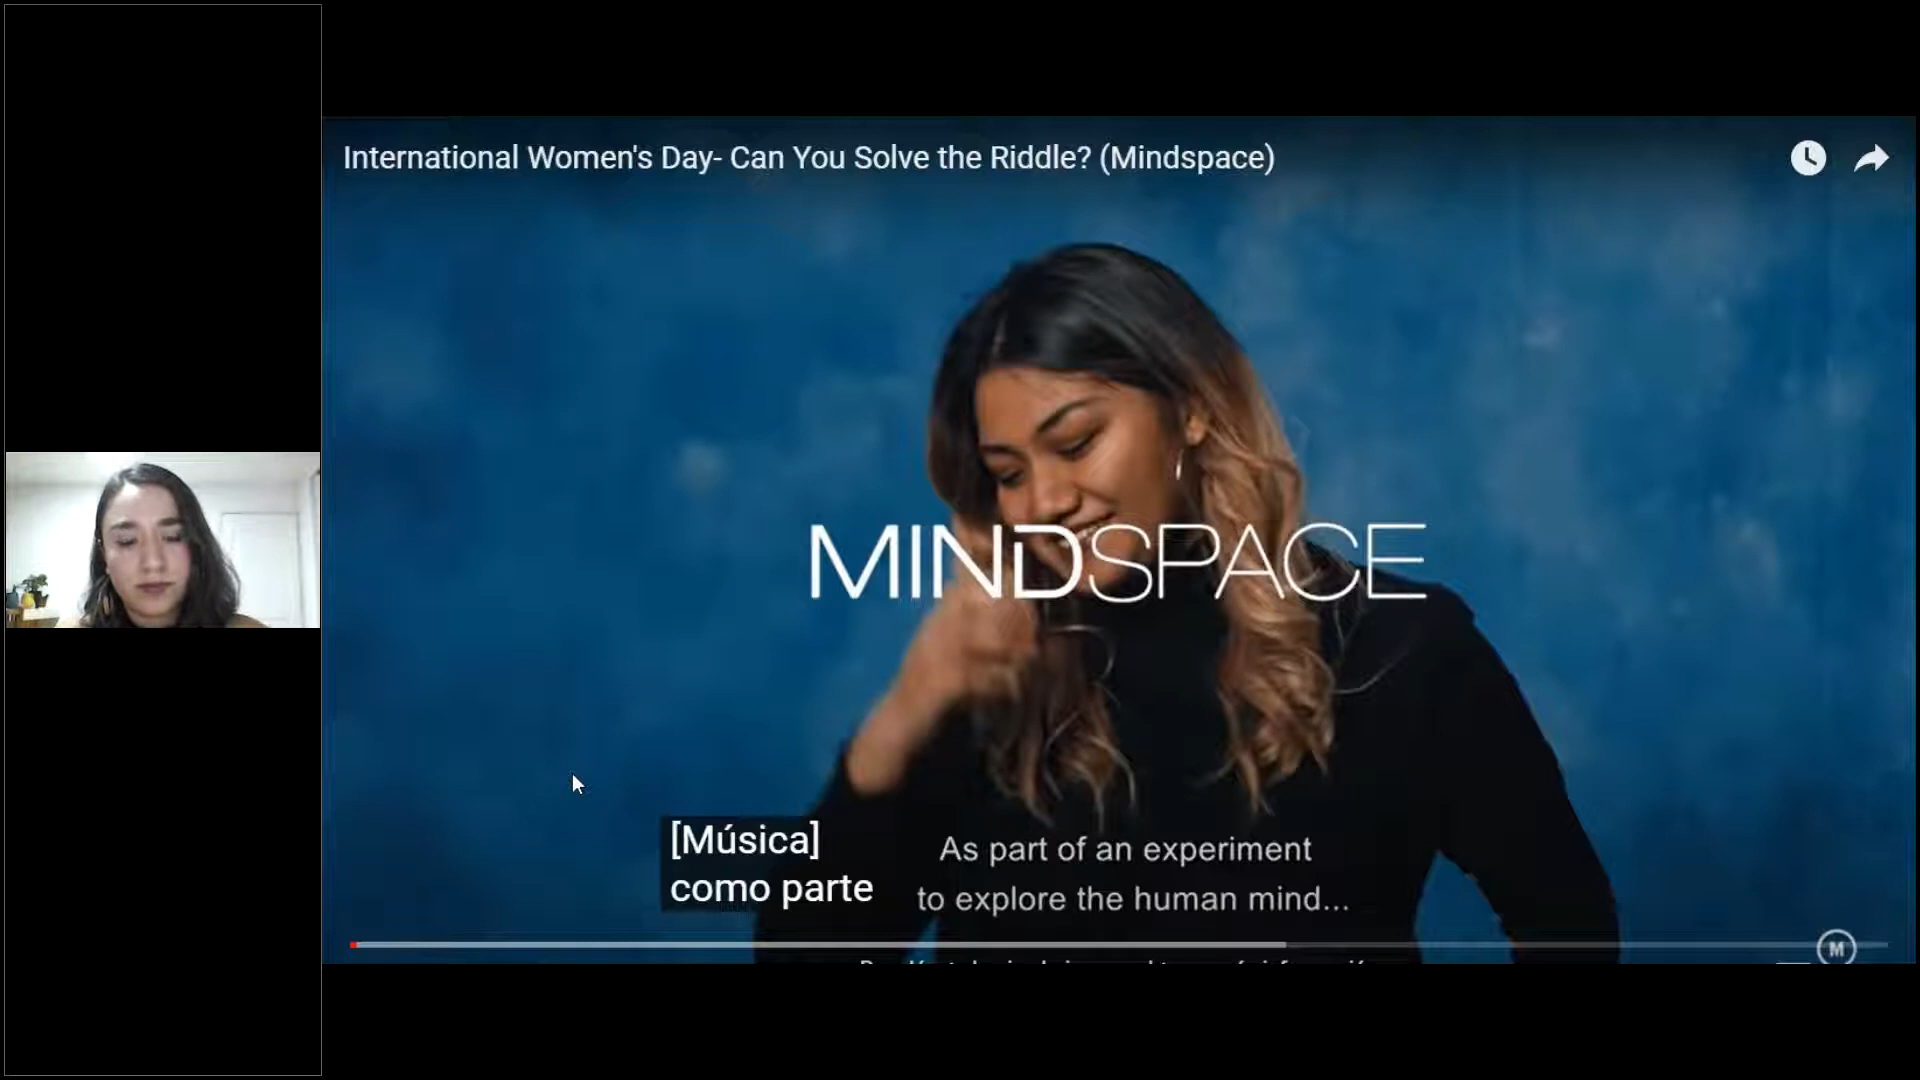 International Women's Day- Can You Solve the Riddle? (Mindspace)
MINDSPACE
[Música]
como parte
As part of an experiment
to explore the human mind...
M